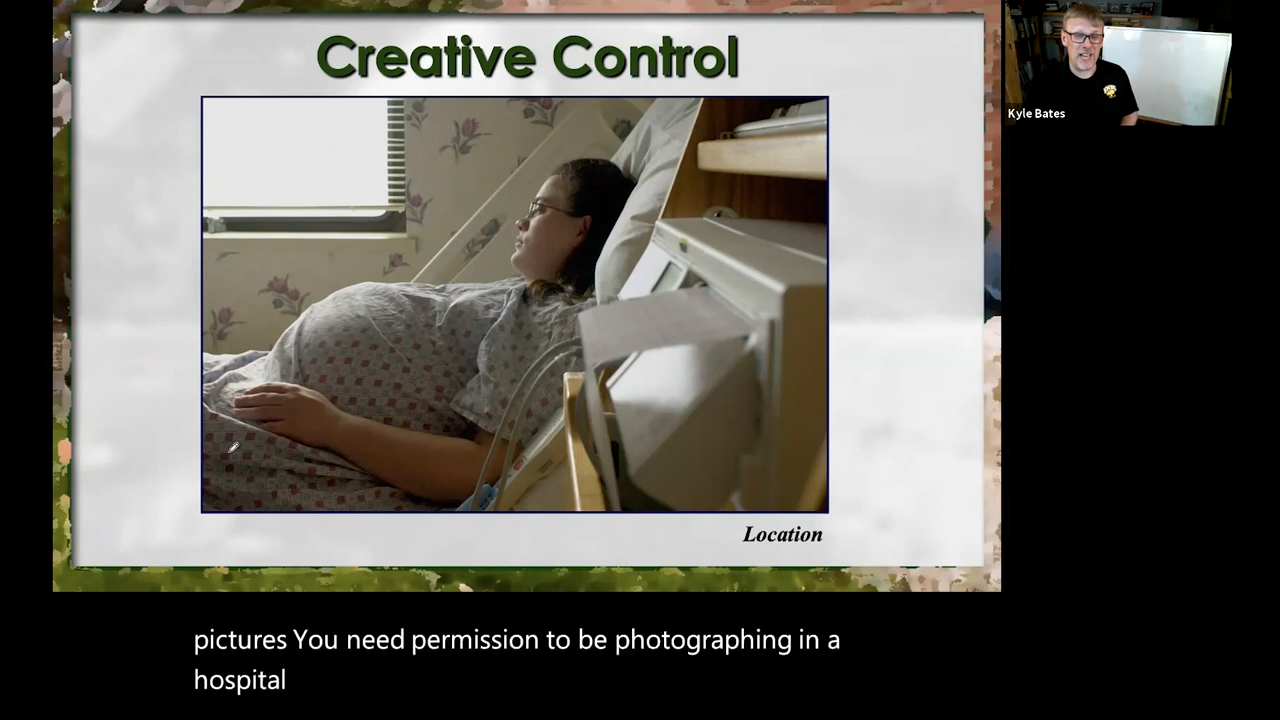 Creative Control
Kyle Bates
Location
pictures You need permission to be photographing in a
hospital